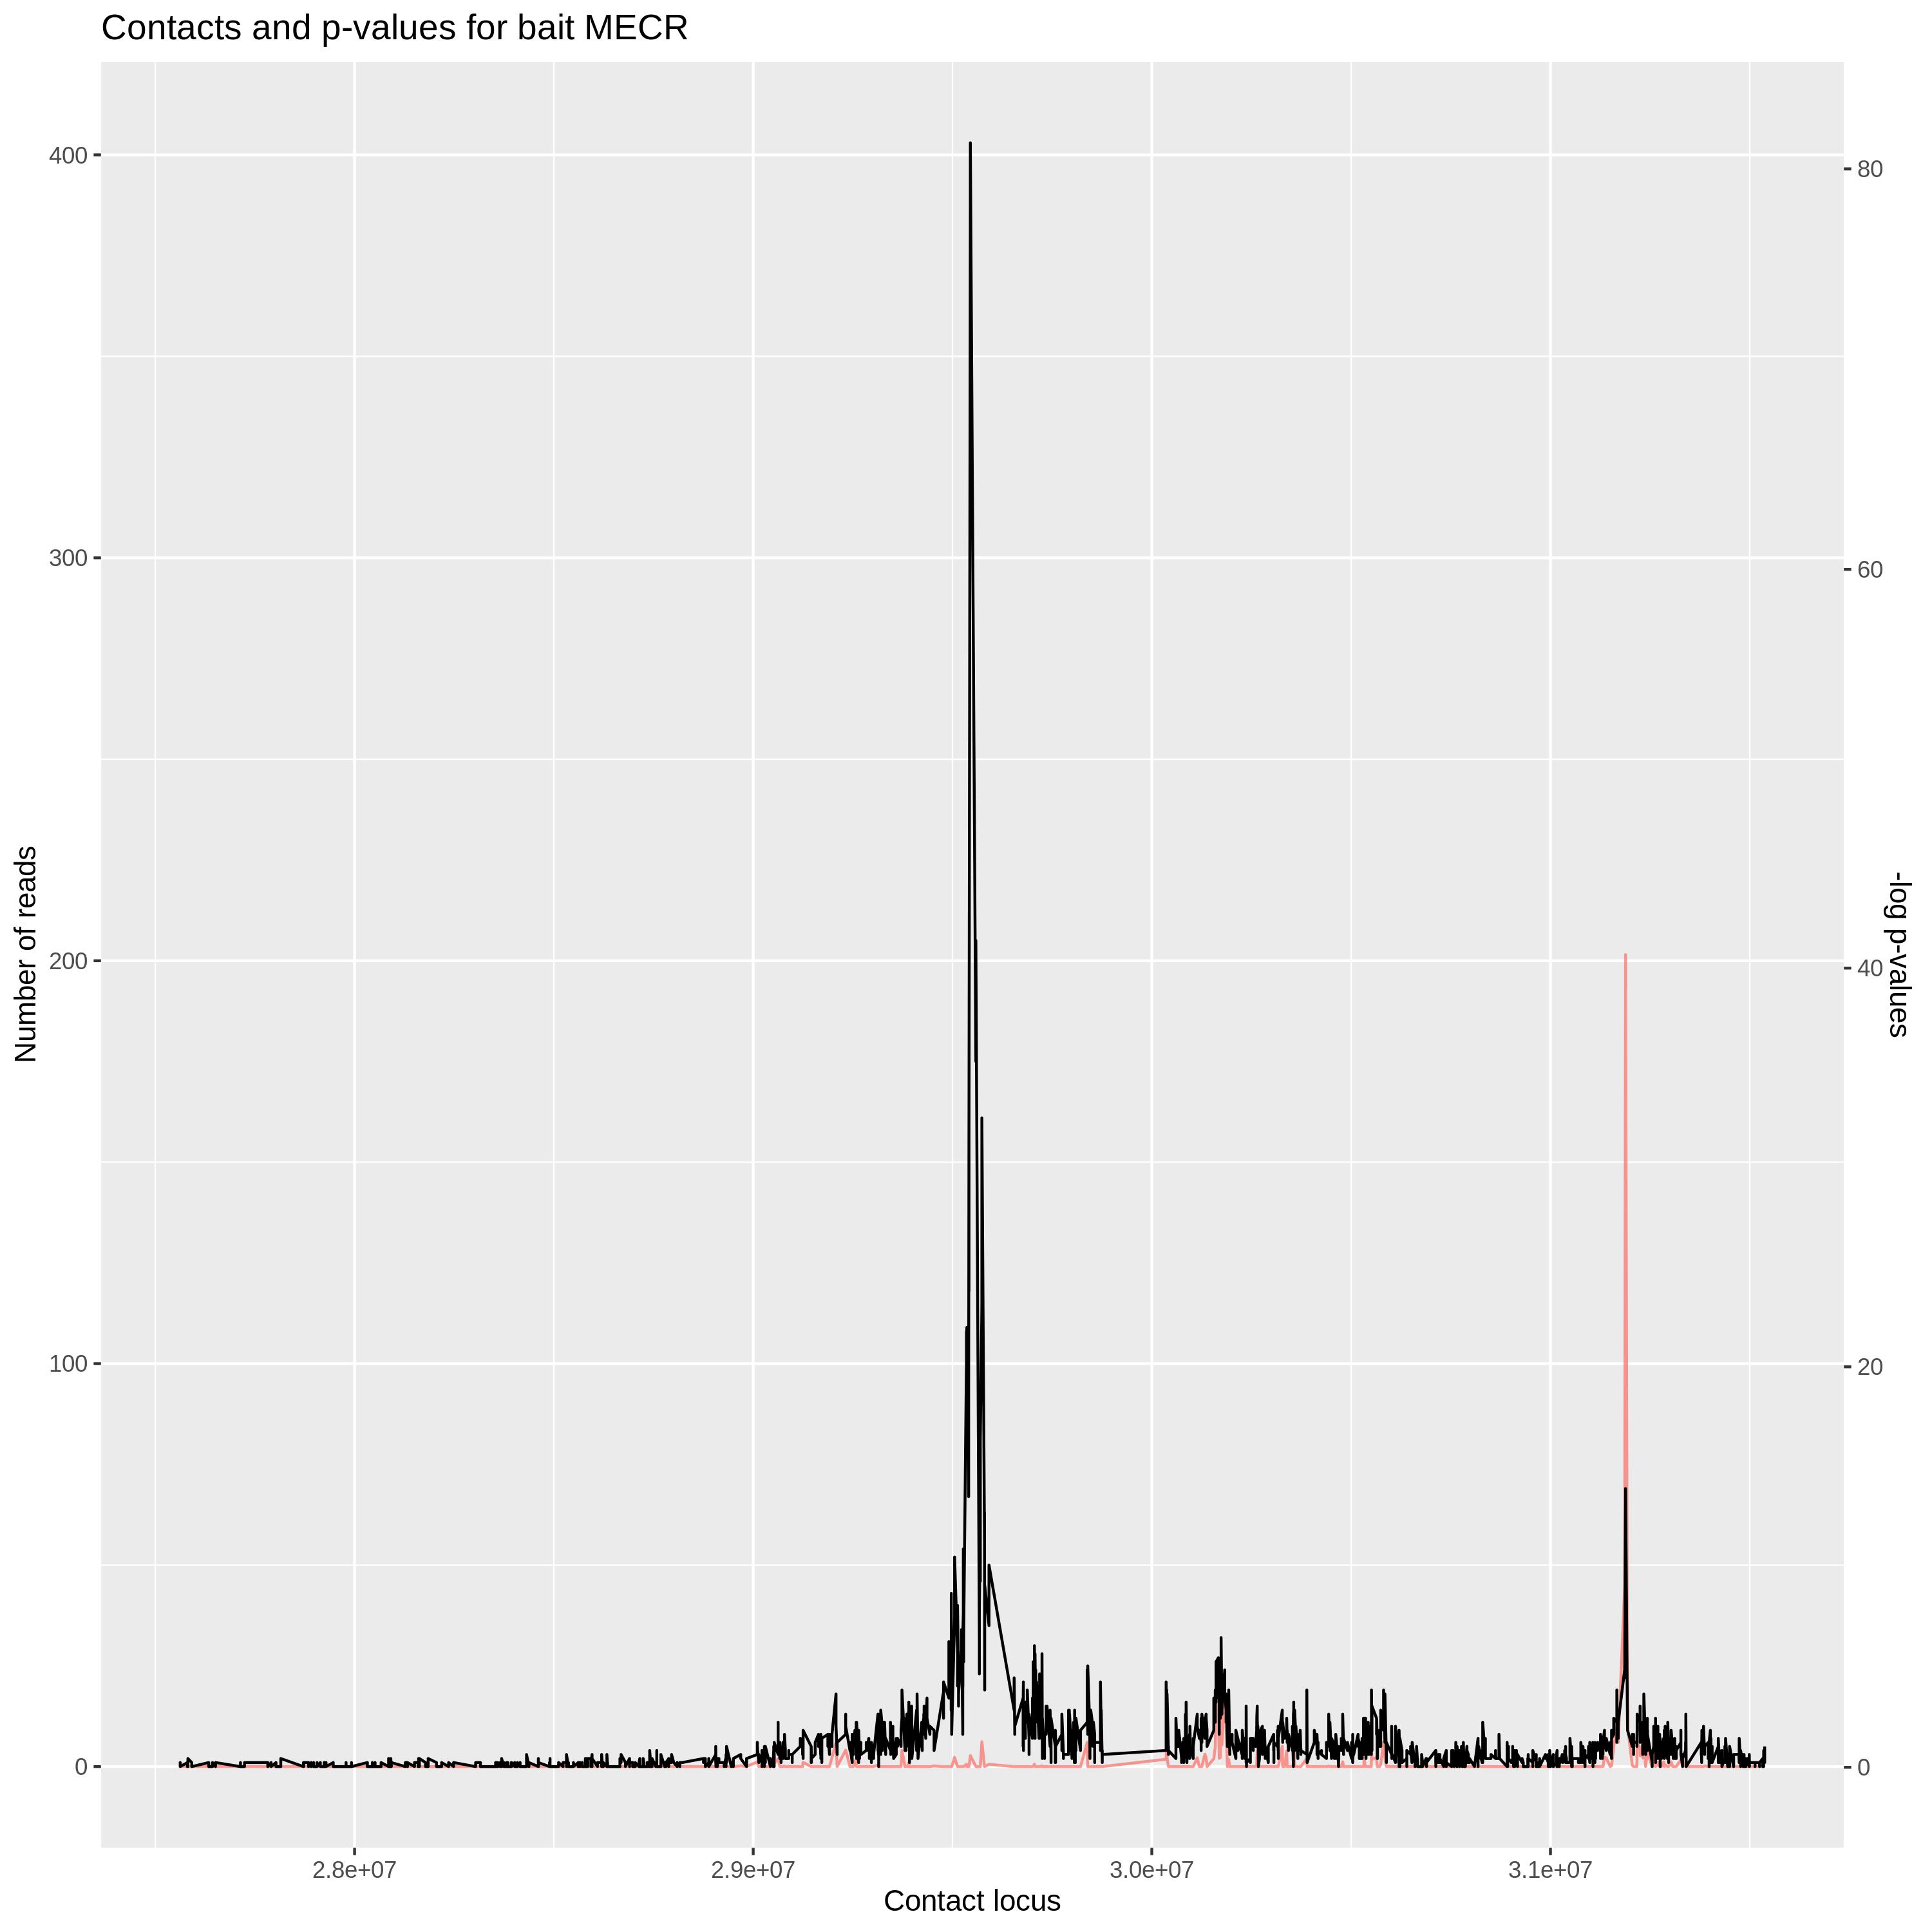 Contacts and p-values for bait MECR
400
300
200
100
0
Number of reads
80
60
40
20
0
-log p-values
2.8e+07
2.9e+07
3.0e+07
3.1e+07
Contact locus